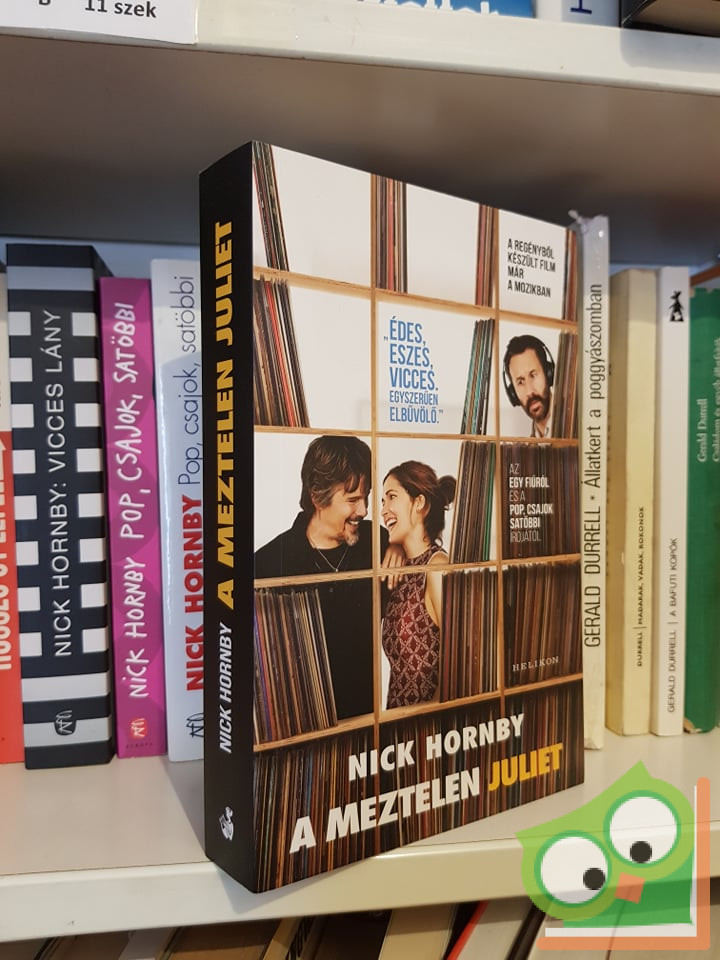 11 szek
A REGÉNYBŐL
KÉSZÜLT FILM
MÁR
A MOZIKBAN
„ÉDES,
ESZES,
VICCES.
EGYSZERŰEN
ELBŰVÖLŐ."
AZ
EGY FIÚRÓL
ÉS A
POP, CSAJOK
SATÖBBI
ÍRÓJÁTÓL
HELIKON
NICK HORNBY
A MEZTELEN JULIET
NICK HORNBY A MEZTELEN JULIET
NICK HORNBY: VICCES LÁNY
NICK HORNBY POP, CSAJOK, SATÖBBI
NICK HORNBY Pop, csajok, satöbbi
GERALD DURRELL • Állatkert a poggyászomban
DURRELL | MADARAK, VADAK, ROKONOK
GERALD DURRELL | A BAFUTI KOPÓK
Gerald Durrell